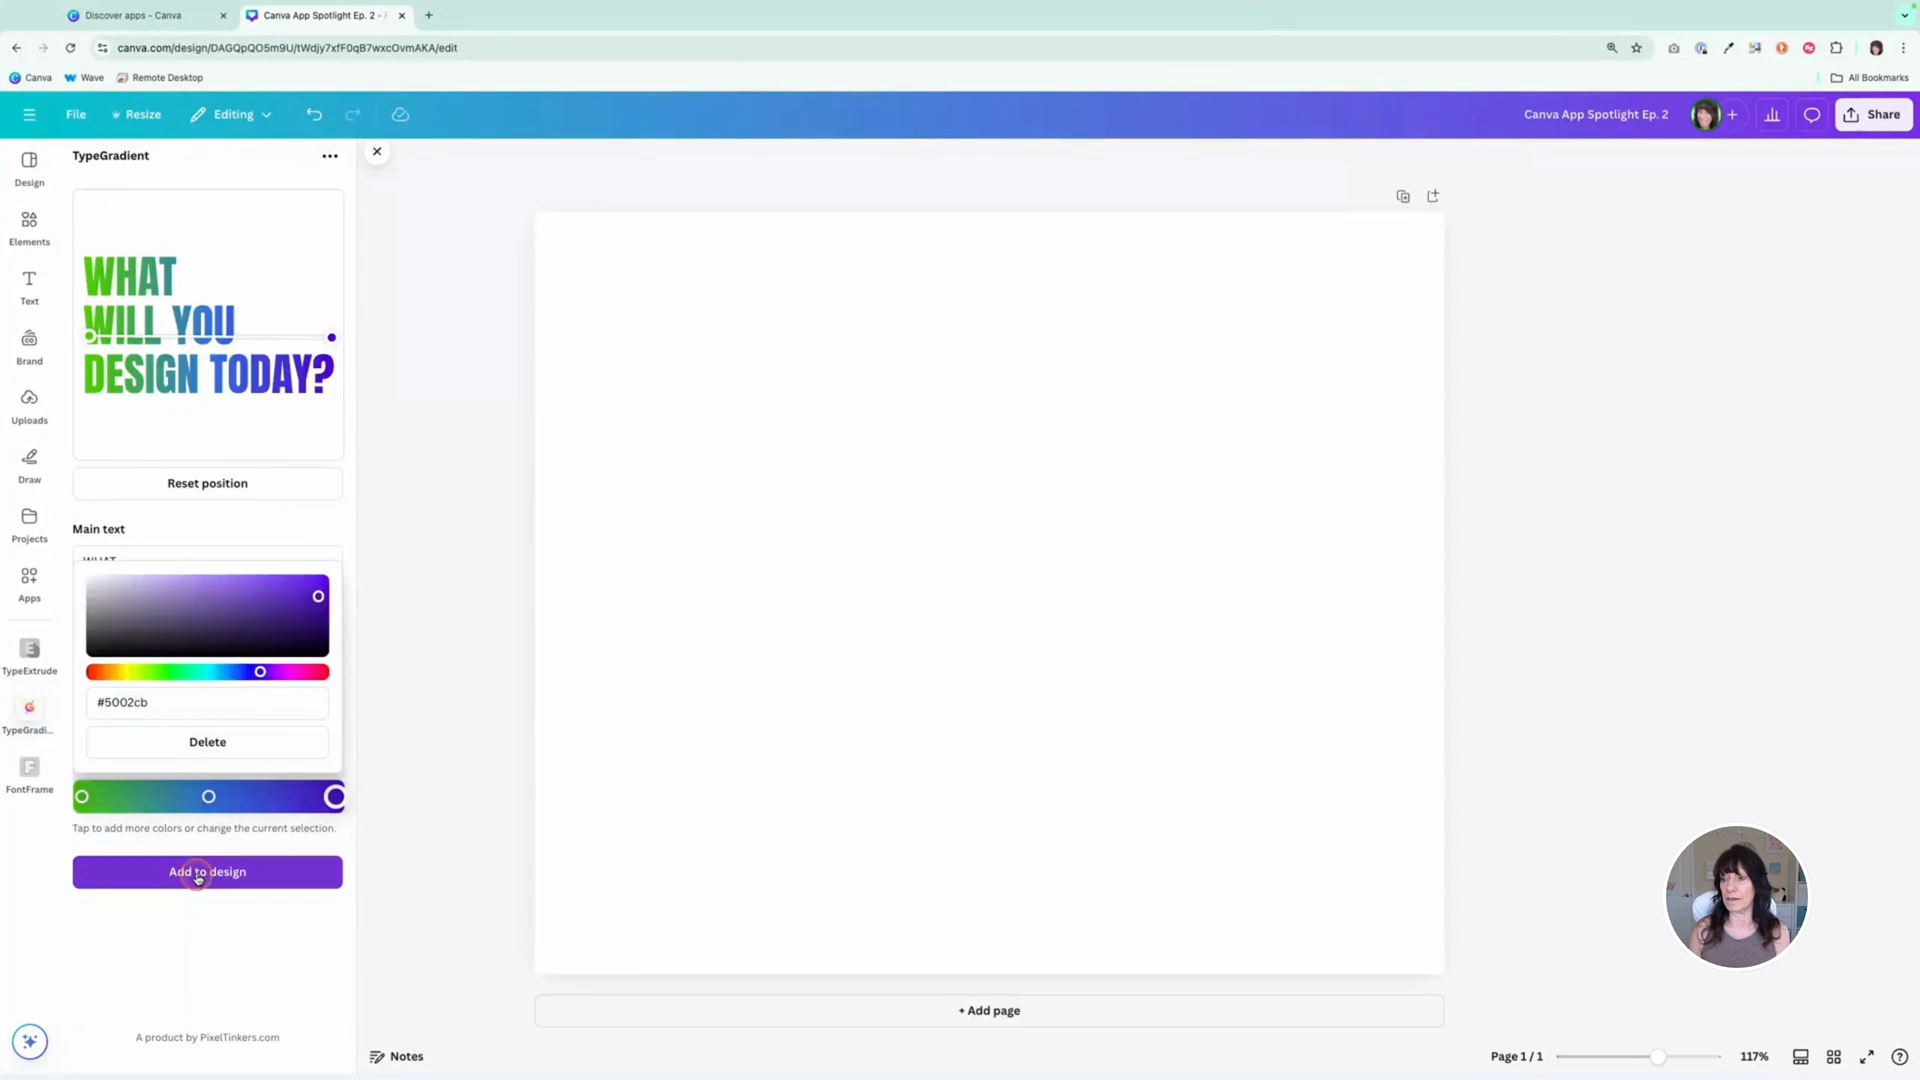 Discover apps - Canva
Canva App Spotlight Ep. 2 -
canva.com/design/DAGQpQO5m9U/tWdjy7xfF0qB7wxcOvmAKA/edit
Canva
Wave
Remote Desktop
All Bookmarks
File
Resize
Editing
Canva App Spotlight Ep. 2
Share
TypeGradient
Design
Elements
Text
Brand
Uploads
Draw
Projects
Apps
TypeExtrude
TypeGradi...
FontFrame
WHAT
WILL YOU
DESIGN TODAY?
Reset position
Main text
WHAT
#5002cb
Delete
Tap to add more colors or change the current selection.
Add to design
A product by PixelTinkers.com
+ Add page
Notes
Page 1 / 1
117%